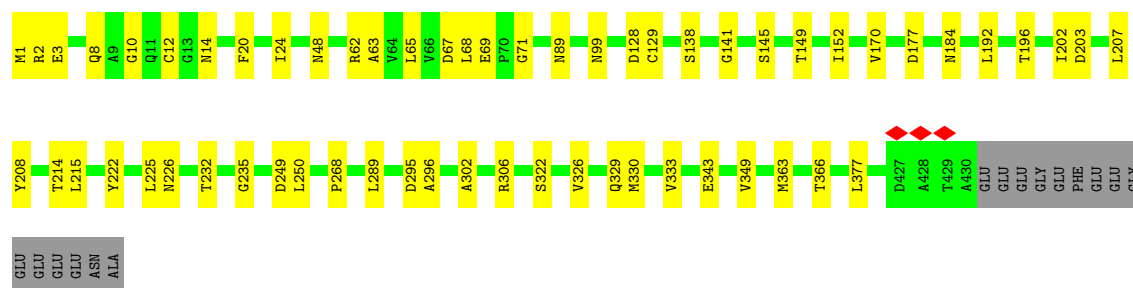 M1 R2 E3 Q8 A9 G10 Q11 C12 G13 N14 F20 I24 N48 R62 A63 V64 L65 V66 D67 L68 E69 P70 G71 N89 N99 D128 C129 S138 G141 S145 T149 I152 V170 D177 N184 L192 T196 I202 D203 L207
Y208 T214 L215 Y222 L225 N226 T232 G235 D249 L250 P268 L289 D295 A296 A302 R306 S322 V326 Q329 M330 V333 E343 V349 M363 T366 L377 D427 A428 T429 A430 GLU GLU GLU GLY GLU PHE GLU GLU GLY
GLU GLU GLU GLU ASN ALA